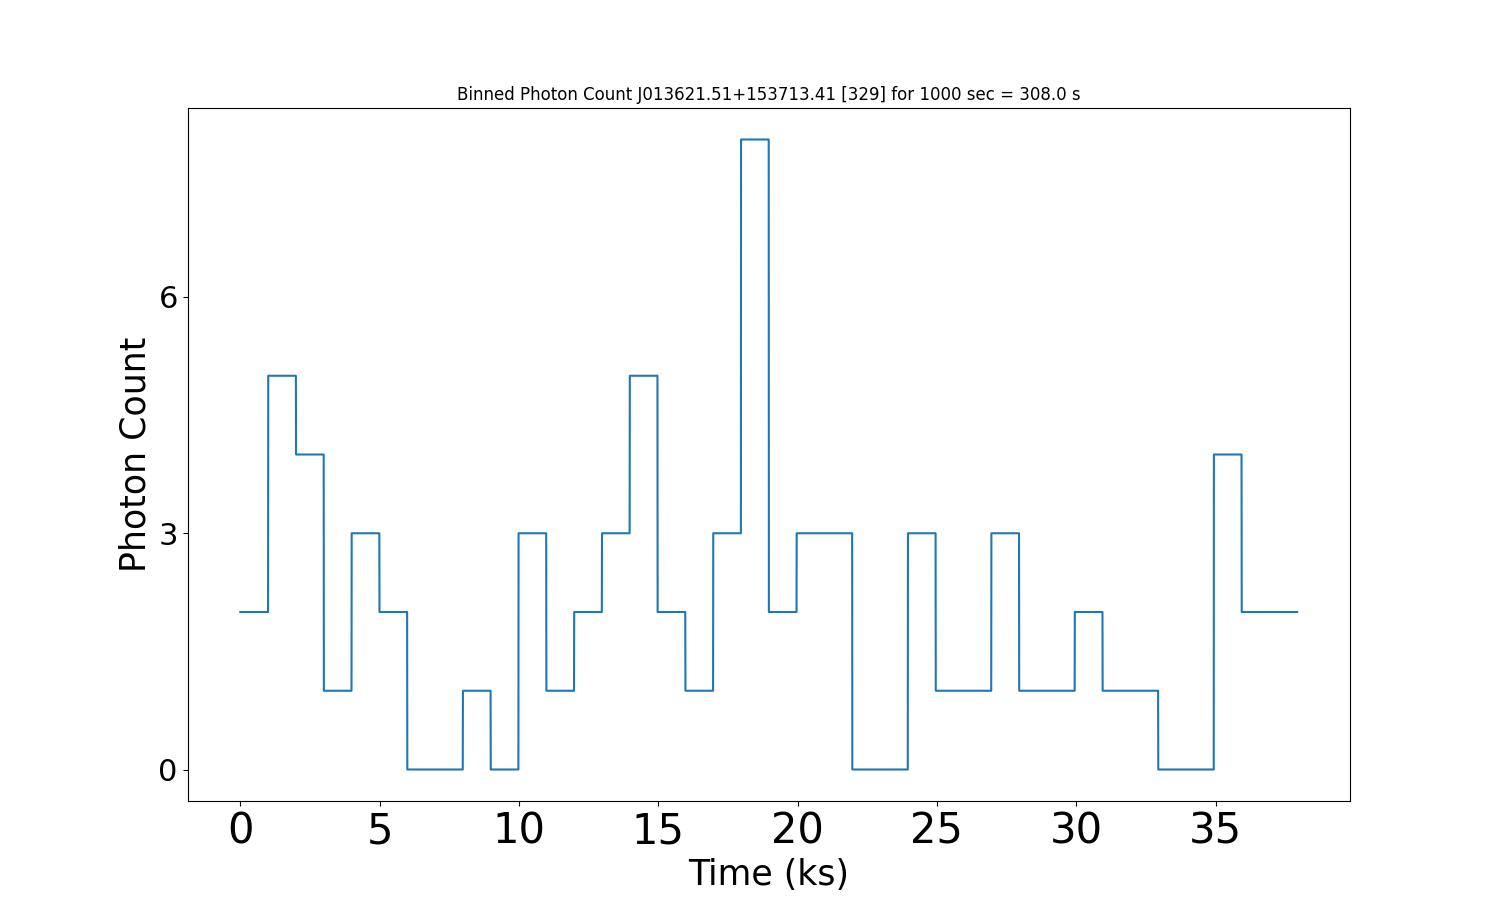 Binned Photon Count J013621.51+153713.41 [329] for 1000 sec = 308.0 s
Photon Count
6
3
0
0 5 10 15 20 25 30 35
Time (ks)